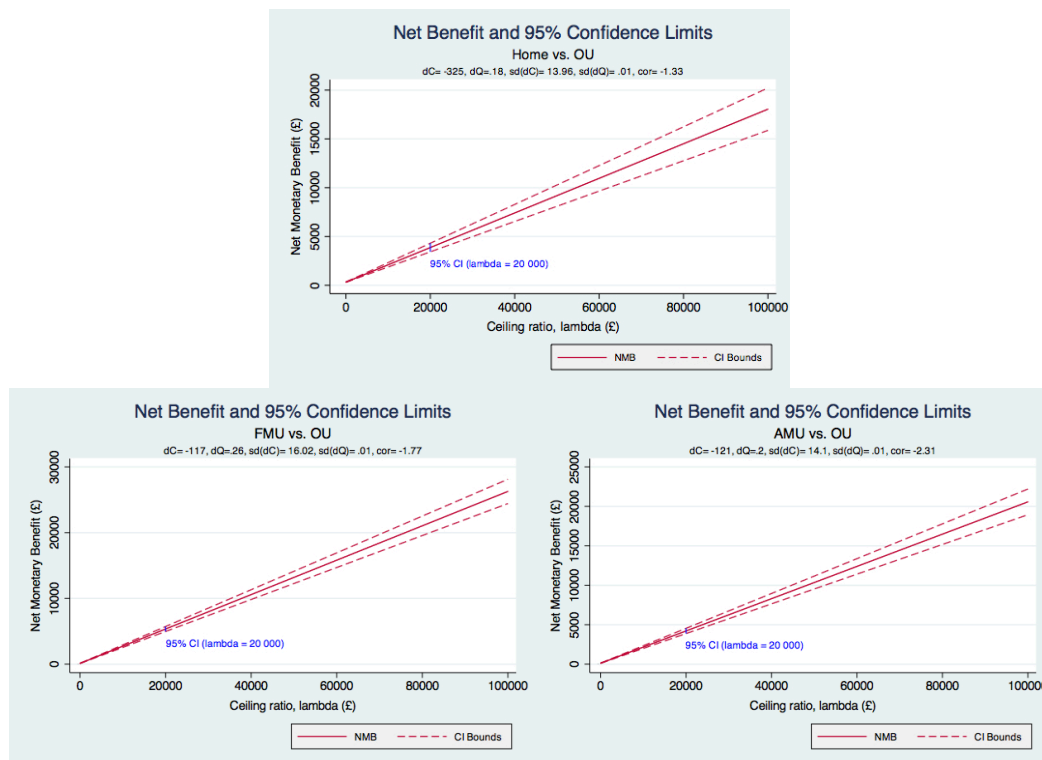 Net Benefit and 95% Confidence Limits
Home vs. OU
dC= -325, dQ=.18, sd(dC)= 13.96, sd(dQ)= .01, cor= -1.33
Net Monetary Benefit (£)
20000
15000
10000
5000
0
95% CI (lambda = 20 000)
0 20000 40000 60000 80000 100000
Ceiling ratio, lambda (£)
NMB CI Bounds
Net Benefit and 95% Confidence Limits
FMU vs. OU
dC= -117, dQ=.26, sd(dC)= 16.02, sd(dQ)= .01, cor= -1.77
Net Monetary Benefit (£)
30000
20000
10000
0
95% CI (lambda = 20 000)
0 20000 40000 60000 80000 100000
Ceiling ratio, lambda (£)
NMB CI Bounds
Net Benefit and 95% Confidence Limits
AMU vs. OU
dC= -121, dQ=.2, sd(dC)= 14.1, sd(dQ)= .01, cor= -2.31
Net Monetary Benefit (£)
25000
20000
15000
10000
5000
0
95% CI (lambda = 20 000)
0 20000 40000 60000 80000 10000
Ceiling ratio, lambda (£)
NMB CI Bounds